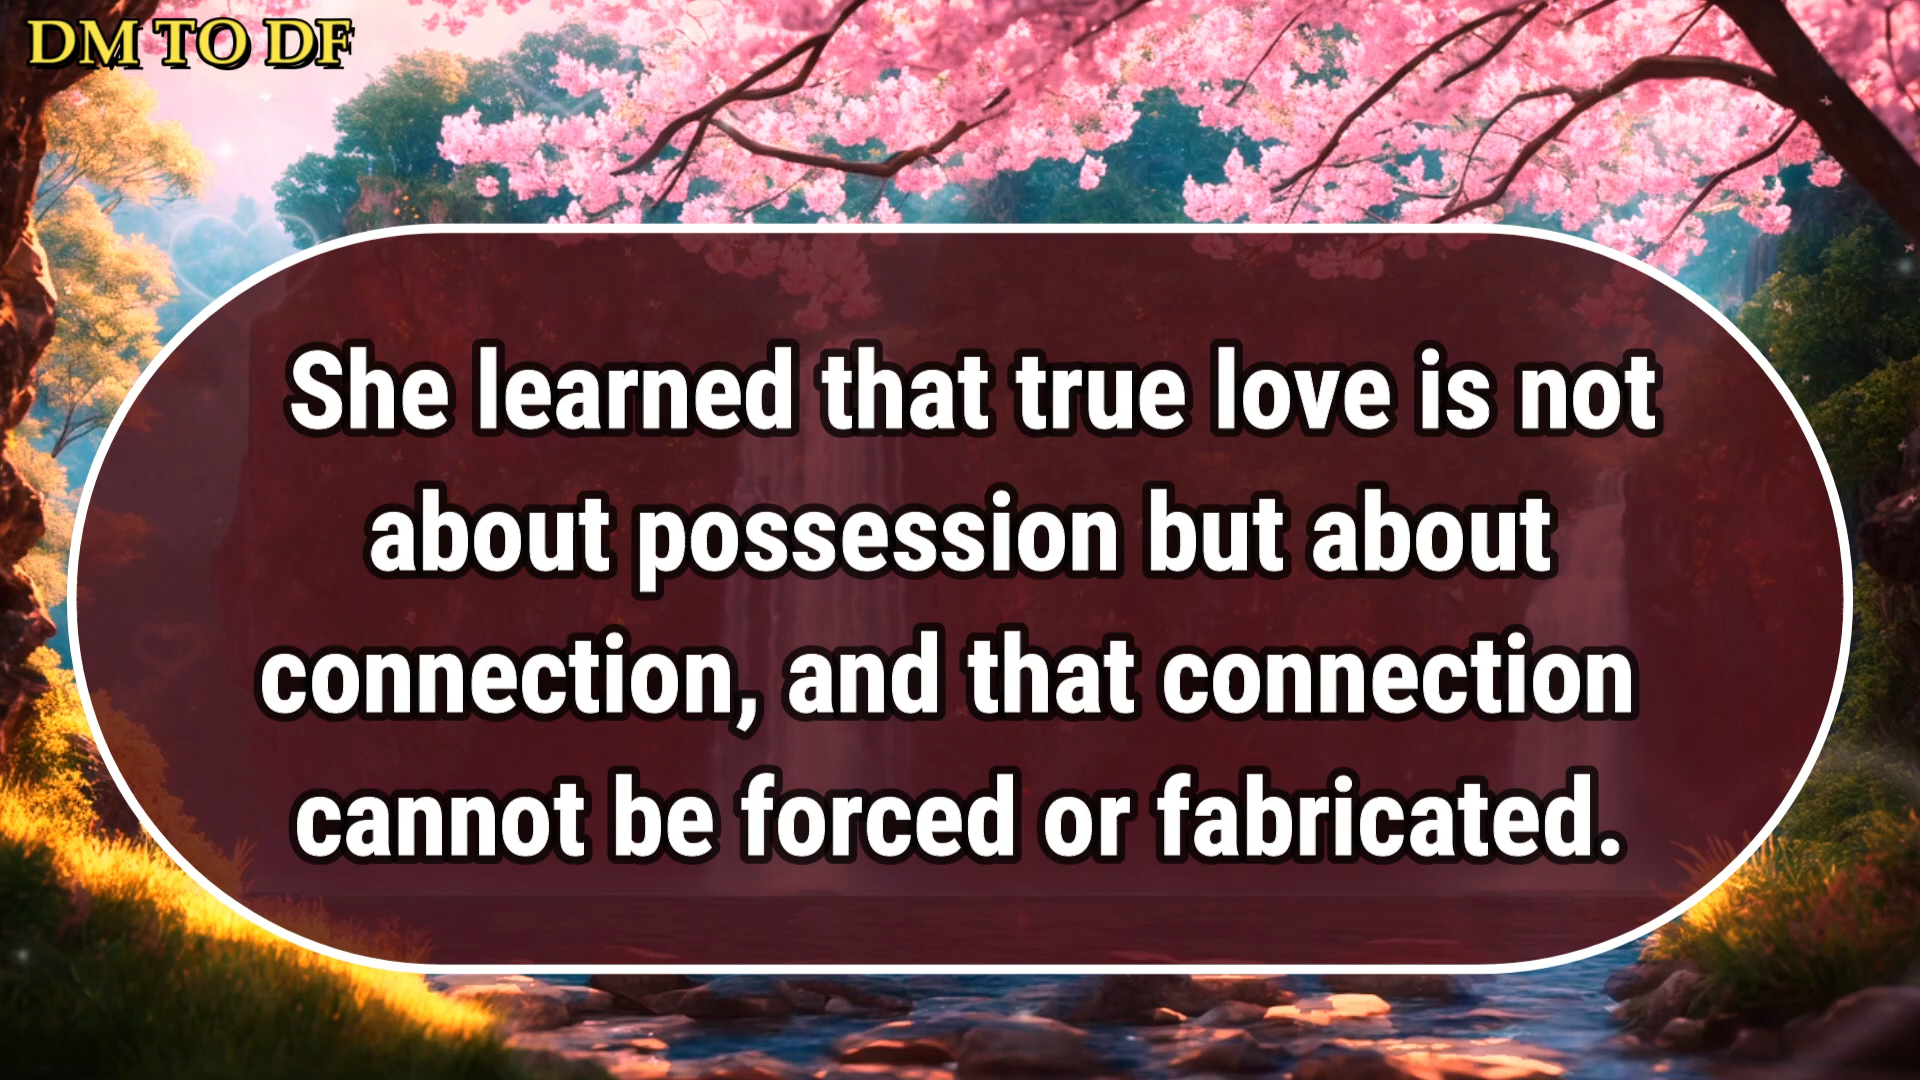 DM TO DF
She learned that true love is not
about possession but about
connection, and that connection
cannot be forced or fabricated.